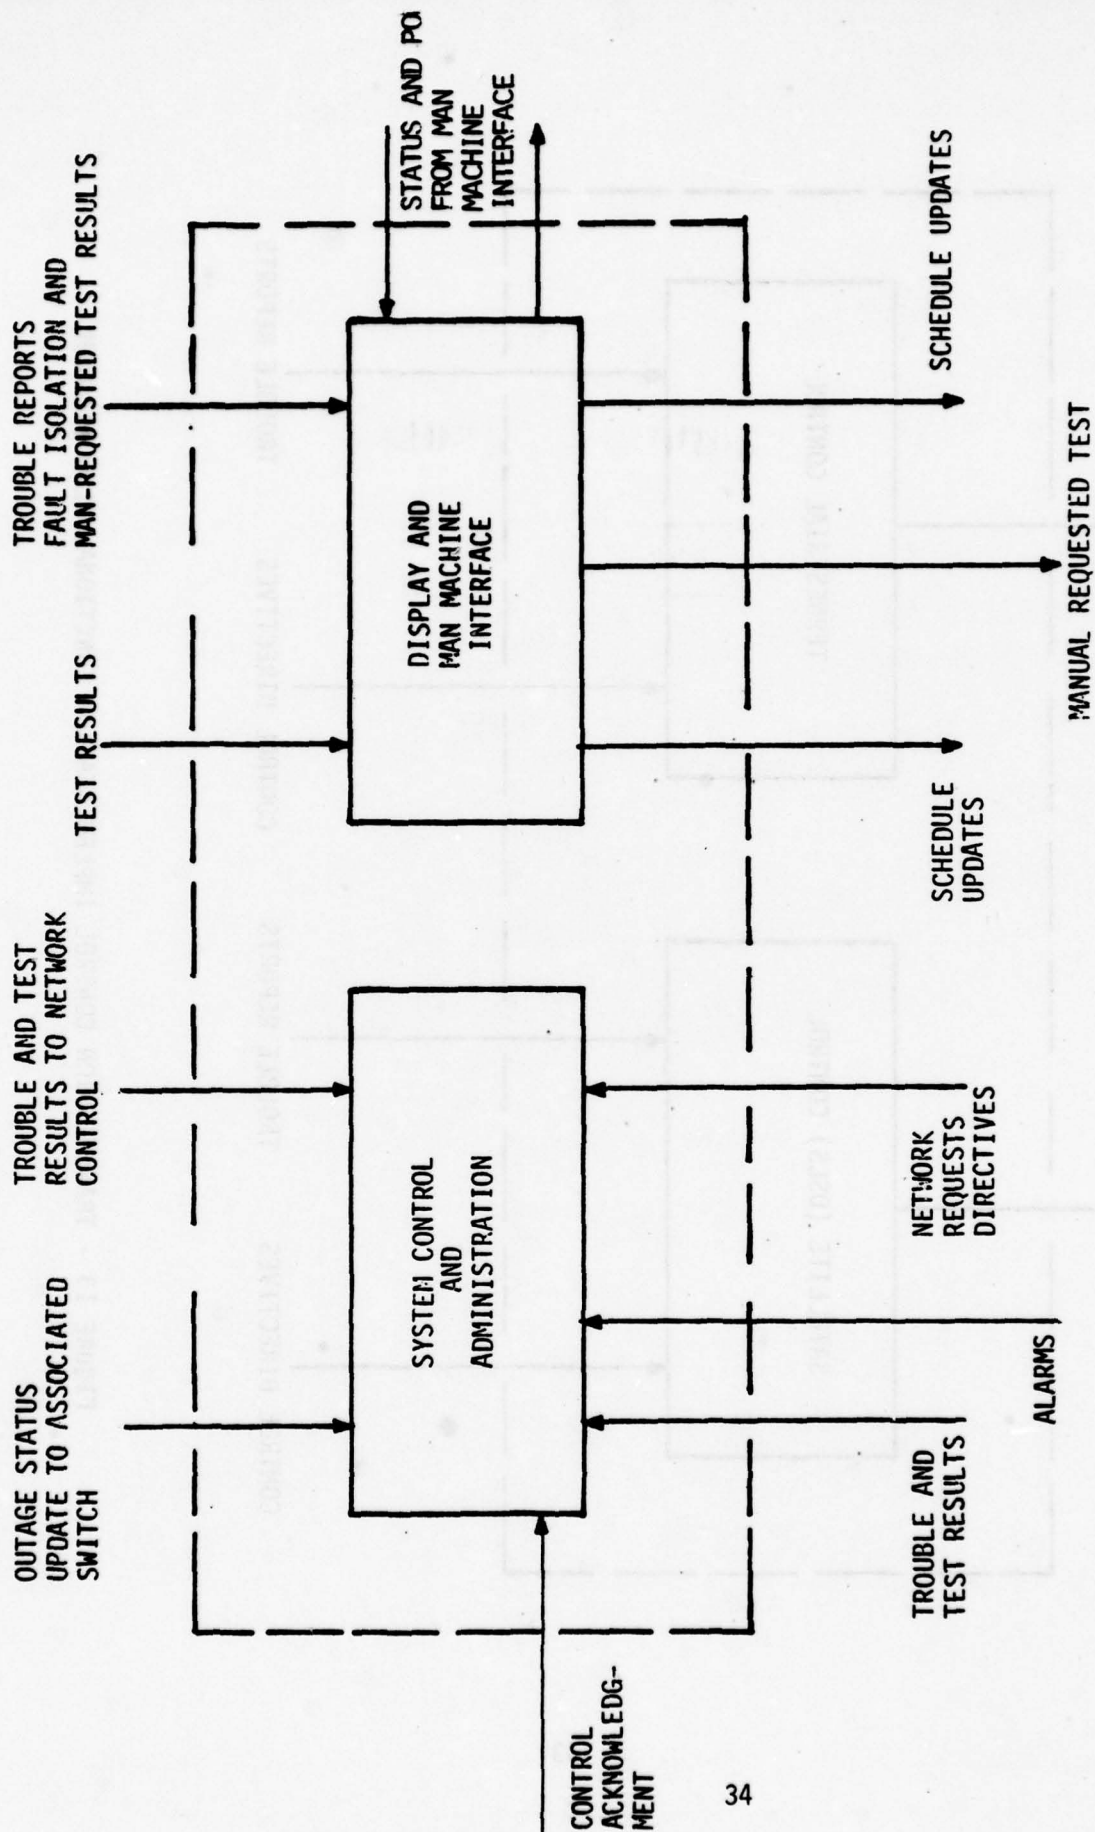 OUTAGE STATUS
UPDATE TO ASSOCIATED
SWITCH
TROUBLE AND TEST
RESULTS TO NETWORK
CONTROL
TEST RESULTS
TROUBLE REPORTS
FAULT ISOLATION AND
MAN-REQUESTED TEST RESULTS
STATUS AND
FROM MAN
MACHINE
INTERFACE
SYSTEM CONTROL
AND
ADMINISTRATION
DISPLAY AND
MAN MACHINE
INTERFACE
CONTROL
ACKNOWLEDG-
MENT
TROUBLE AND
TEST RESULTS
ALARMS
NETWORK
REQUESTS
DIRECTIVES
SCHEDULE
UPDATES
MANUAL REQUESTED TEST
SCHEDULE UPDATES
34